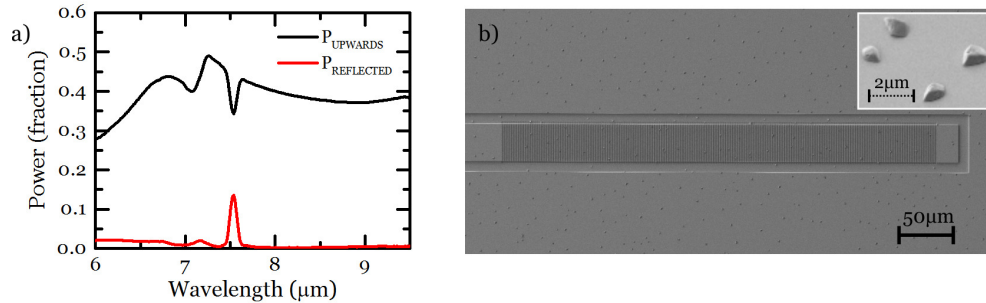 a)
Power (fraction)
0.6
0.5
0.4
0.3
0.2
0.1
0.0
P_UPWARDS
P_REFLECTED
6
7
8
9
Wavelength (μm)
b)
2μm
50μm